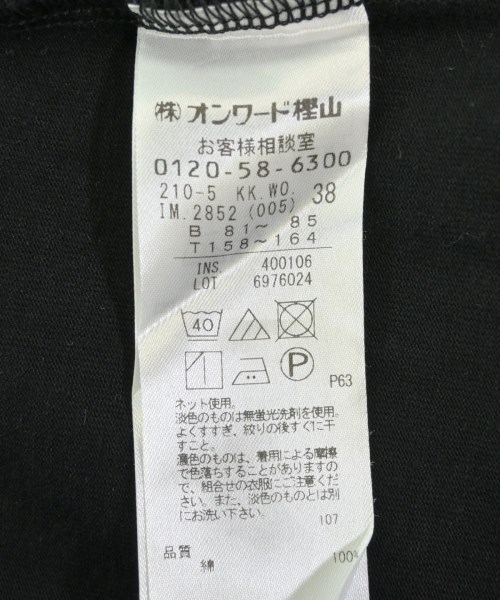 ㈱オンワード樫山
お客様相談室
0120-58-6300
210-5 KK.WO. 38
IM.2852 (005)
B 81～ 85
T158～164
INS. 400106
LOT 6976024
40
P
P63
ネット使用。
淡色のものは無蛍光洗剤を使用。
よくすすぎ、絞りの後すぐに干
すこと。
濃色のものは、着用による摩擦
で色落ちすることがありますの
で、組合せの衣服にご注意くだ
さい。また、淡色のものとは別
にお洗い下さい。
107
品質
綿 100%